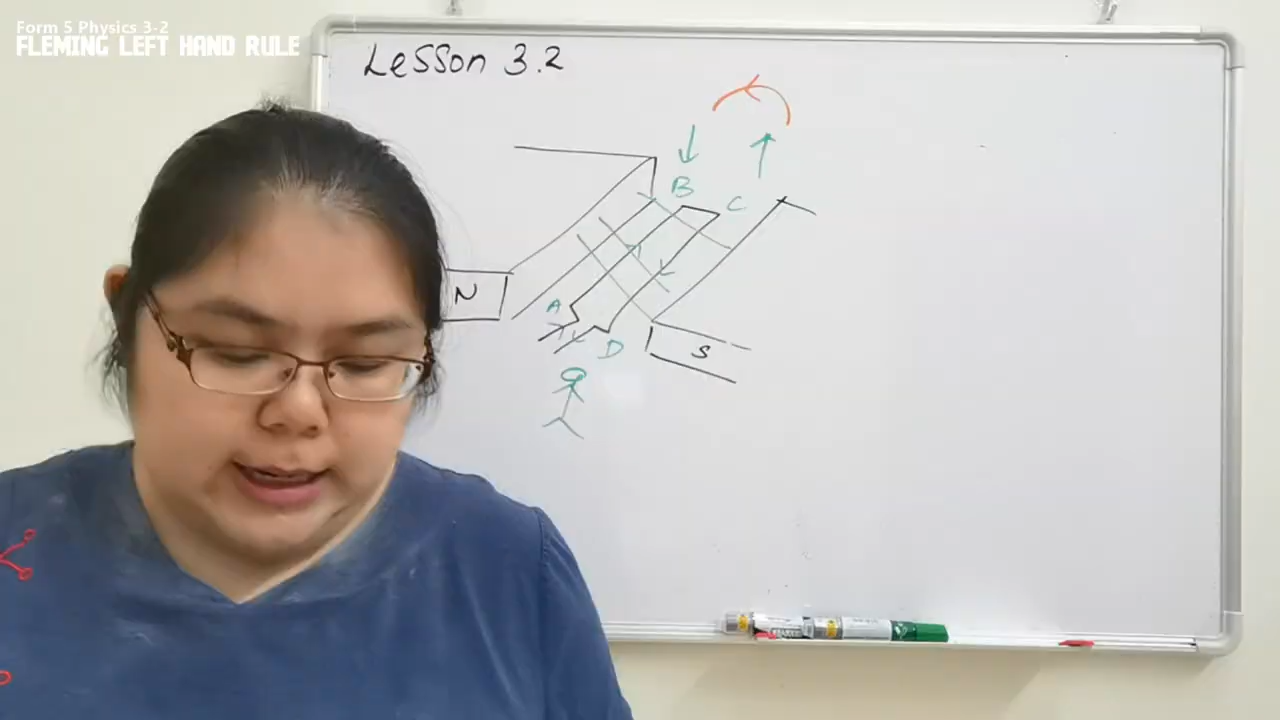 Form 5 Physics 3-2
FLEMING LEFT HAND RULE
Lesson 3.2
B
C
N
A
D
S